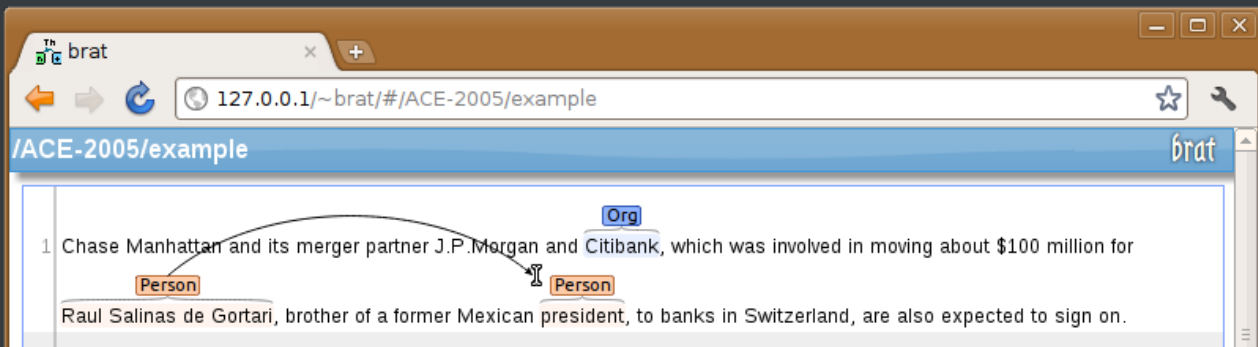 brat
127.0.0.1/~brat/#/ACE-2005/example
/ACE-2005/example brat
Org
1 Chase Manhattan and its merger partner J.P.Morgan and Citibank, which was involved in moving about $100 million for
Person Person
Raul Salinas de Gortari, brother of a former Mexican president, to banks in Switzerland, are also expected to sign on.